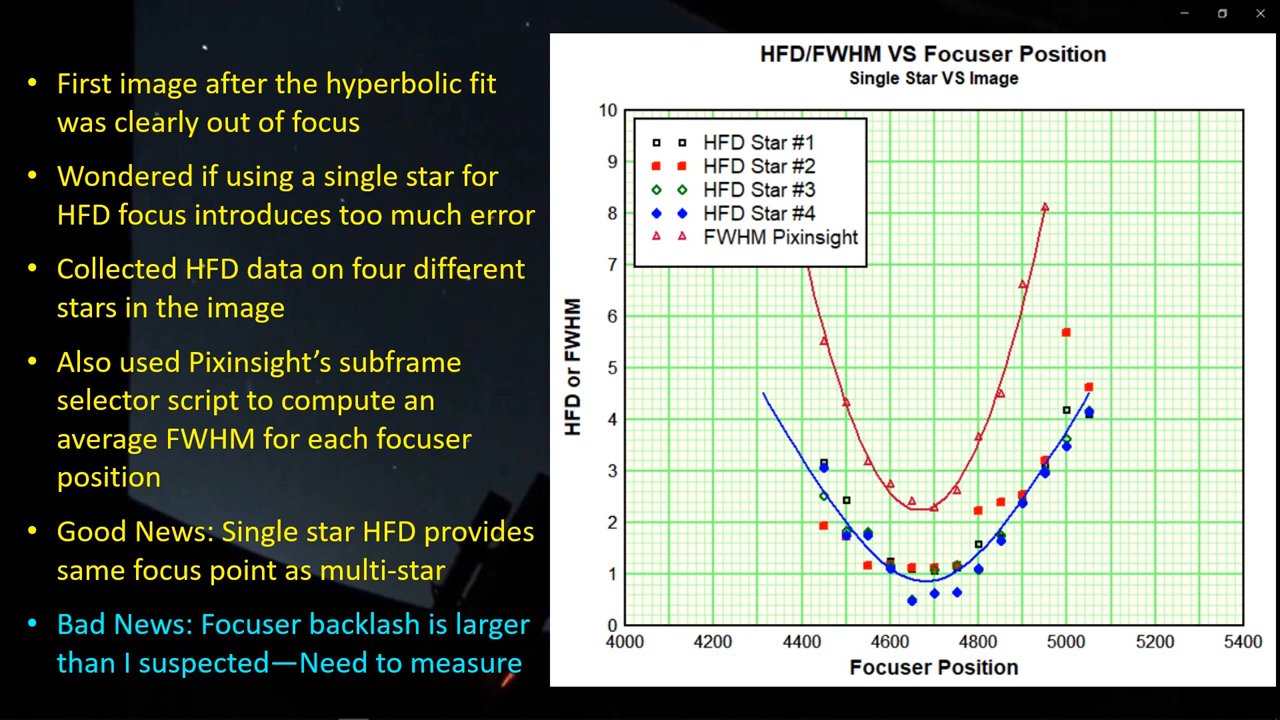 • First image after the hyperbolic fit
was clearly out of focus
• Wondered if using a single star for
HFD focus introduces too much error
• Collected HFD data on four different
stars in the image
• Also used Pixinsight’s subframe
selector script to compute an
average FWHM for each focuser
position
• Good News: Single star HFD provides
same focus point as multi-star
• Bad News: Focuser backlash is larger
than I suspected—Need to measure
HFD/FWHM VS Focuser Position
Single Star VS Image
HFD Star #1
HFD Star #2
HFD Star #3
HFD Star #4
FWHM Pixinsight
HFD or FWHM
10
9
8
7
6
5
4
3
2
1
0
4000 4200 4400 4600 4800 5000 5200 5400
Focuser Position